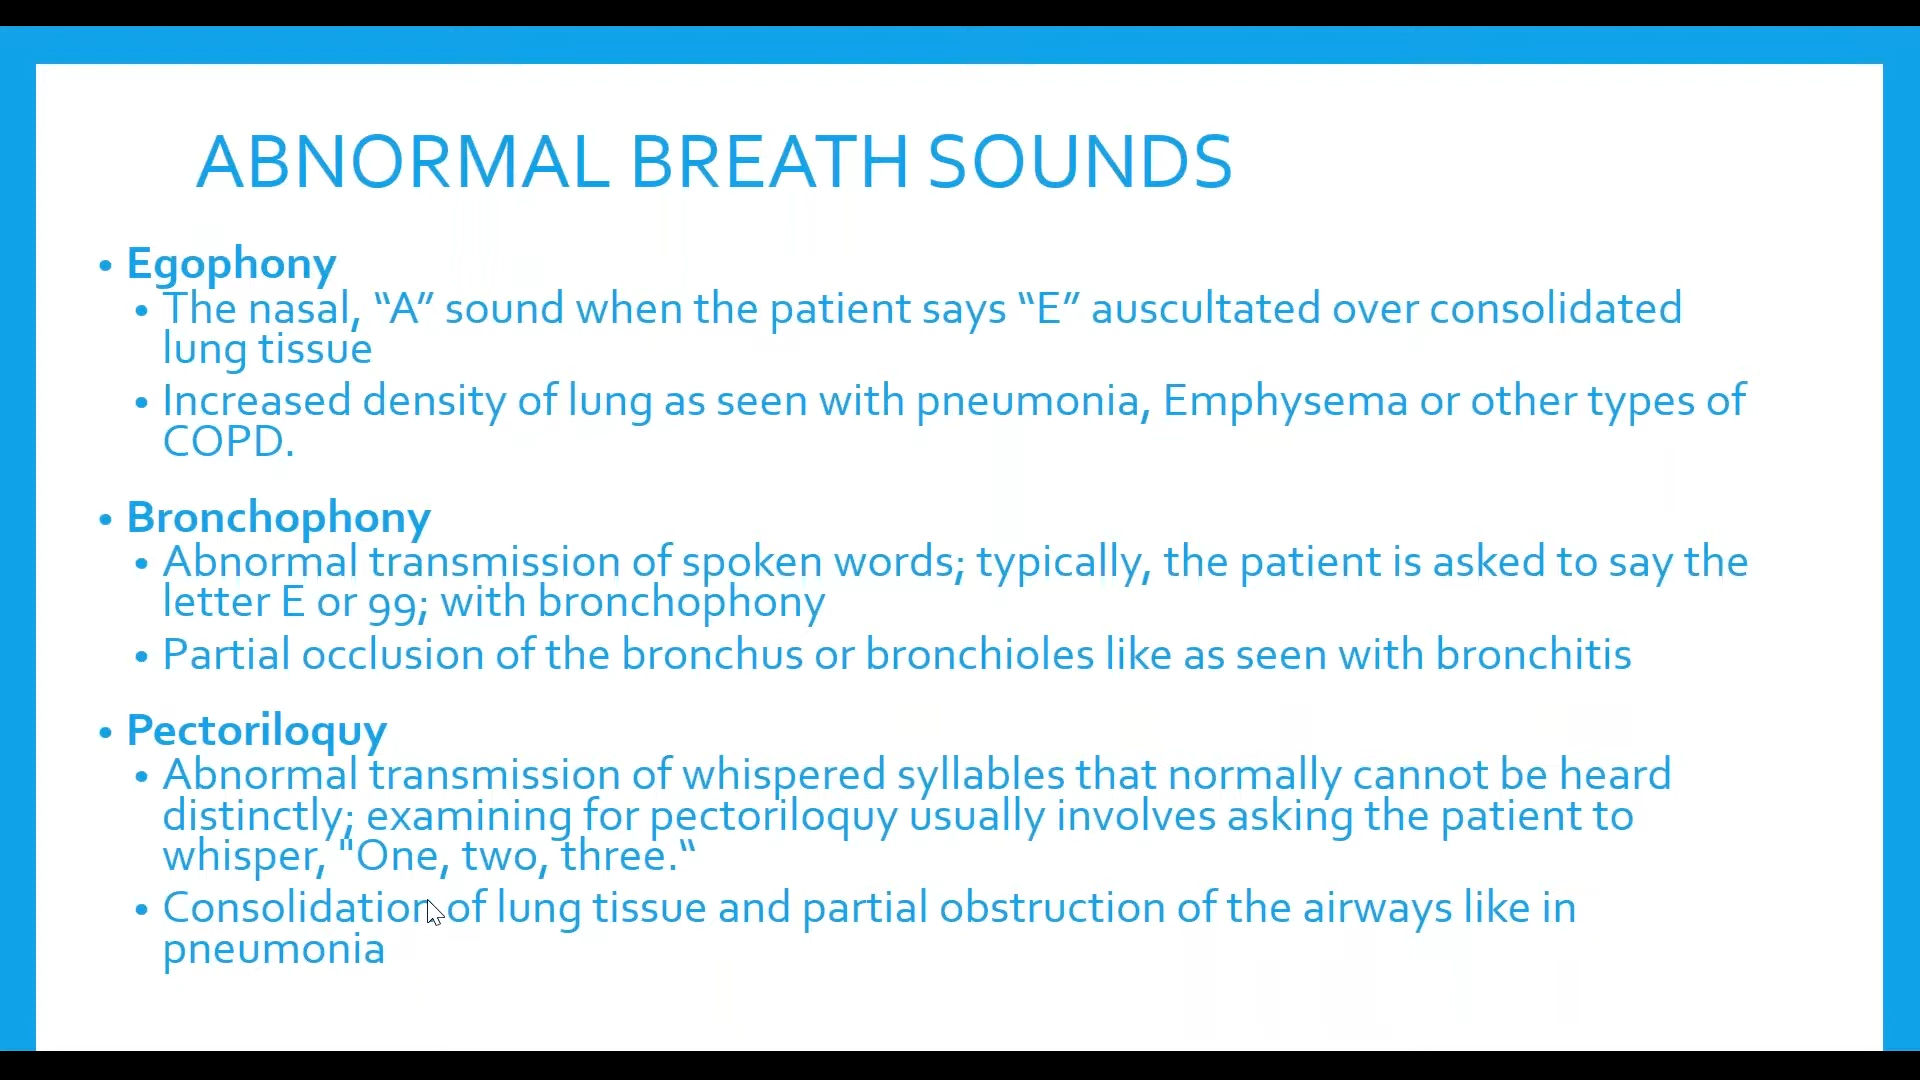 ABNORMAL BREATH SOUNDS
• Egophony
• The nasal, “A” sound when the patient says “E” auscultated over consolidated
lung tissue
• Increased density of lung as seen with pneumonia, Emphysema or other types of
COPD.
• Bronchophony
• Abnormal transmission of spoken words; typically, the patient is asked to say the
letter E or 99; with bronchophony
• Partial occlusion of the bronchus or bronchioles like as seen with bronchitis
• Pectoriloquy
• Abnormal transmission of whispered syllables that normally cannot be heard
distinctly; examining for pectoriloquy usually involves asking the patient to
whisper, "One, two, three.“
• Consolidation of lung tissue and partial obstruction of the airways like in
pneumonia